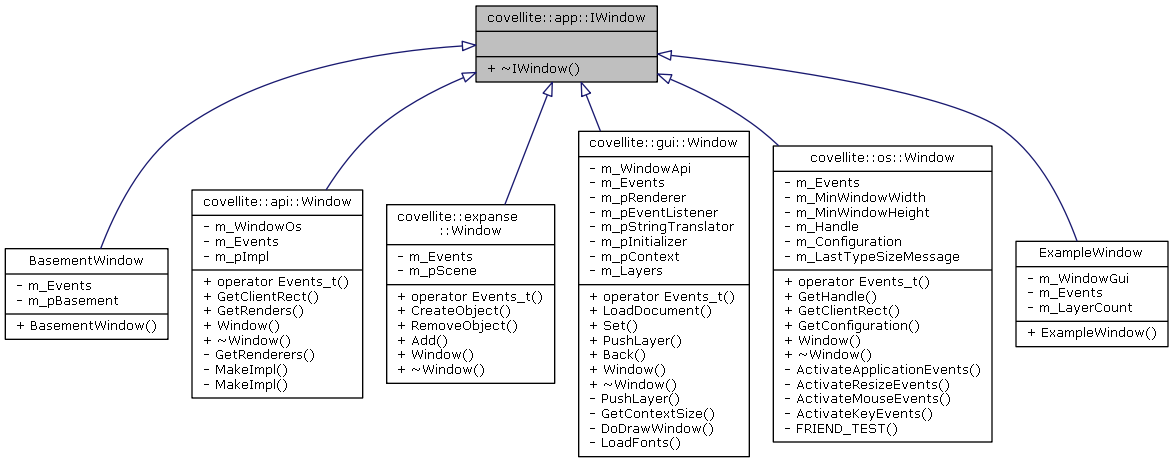 covellite::app::IWindow
+ ~IWindow()
BasementWindow
- m_Events
- m_pBasement
+ BasementWindow()
covellite::api::Window
- m_WindowOs
- m_Events
- m_pImpl
+ operator Events_t()
+ GetClientRect()
+ GetRenders()
+ Window()
+ ~Window()
- GetRenderers()
- MakeImpl()
- MakeImpl()
covellite::expanse
::Window
- m_Events
- m_pScene
+ operator Events_t()
+ CreateObject()
+ RemoveObject()
+ Add()
+ Window()
+ ~Window()
covellite::gui::Window
- m_WindowApi
- m_Events
- m_pRenderer
- m_pEventListener
- m_pStringTranslator
- m_pInitializer
- m_pContext
- m_Layers
+ operator Events_t()
+ LoadDocument()
+ Set()
+ PushLayer()
+ Back()
+ Window()
+ ~Window()
- PushLayer()
- GetContextSize()
- DoDrawWindow()
- LoadFonts()
covellite::os::Window
- m_Events
- m_MinWindowWidth
- m_MinWindowHeight
- m_Handle
- m_Configuration
- m_LastTypeSizeMessage
+ operator Events_t()
+ GetHandle()
+ GetClientRect()
+ GetConfiguration()
+ Window()
+ ~Window()
- ActivateApplicationEvents()
- ActivateResizeEvents()
- ActivateMouseEvents()
- ActivateKeyEvents()
- FRIEND_TEST()
ExampleWindow
- m_WindowGui
- m_Events
- m_LayerCount
+ ExampleWindow()